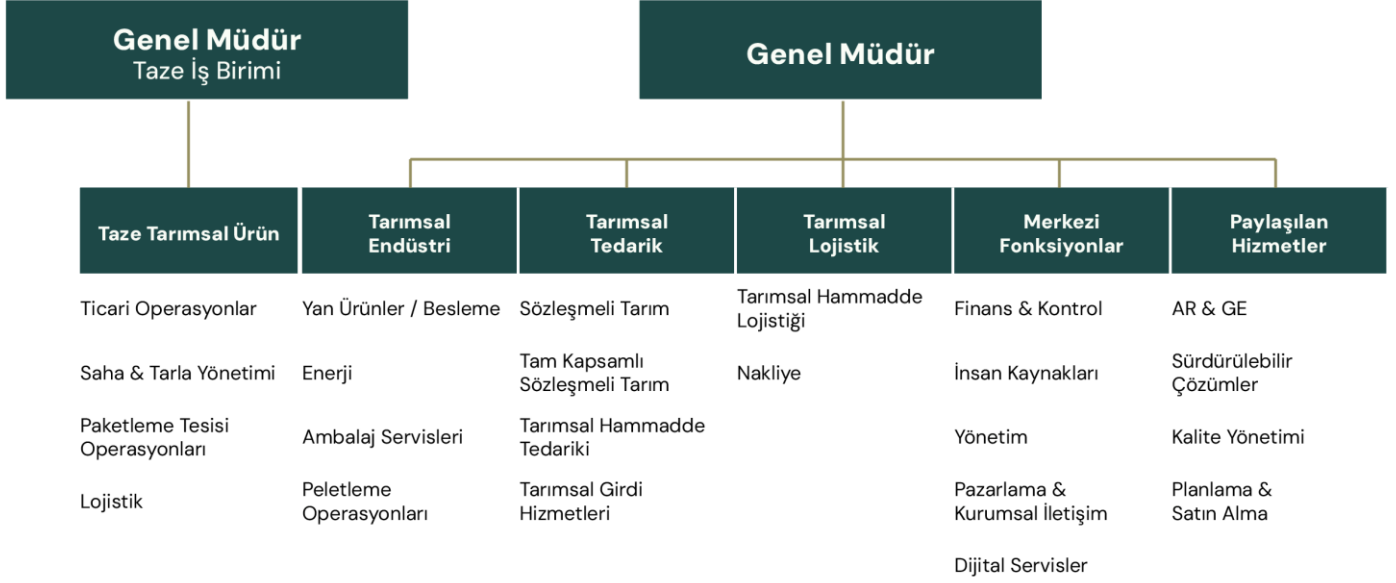 Genel Müdür
Taze İş Birimi
Genel Müdür
Taze Tarımsal Ürün
Tarımsal
Endüstri
Tarımsal
Tedarik
Tarımsal
Lojistik
Merkezi
Fonksiyonlar
Paylaşılan
Hizmetler
Ticari Operasyonlar
Saha & Tarla Yönetimi
Paketleme Tesisi
Operasyonları
Lojistik
Yan Ürünler / Besleme
Enerji
Ambalaj Servisleri
Peletleme
Operasyonları
Sözleşmeli Tarım
Tam Kapsamlı
Sözleşmeli Tarım
Tarımsal Hammadde
Tedariki
Tarımsal Girdi
Hizmetleri
Tarımsal Hammadde
Lojistiği
Nakliye
Finans & Kontrol
İnsan Kaynakları
Yönetim
Pazarlama &
Kurumsal İletişim
Dijital Servisler
AR & GE
Sürdürülebilir
Çözümler
Kalite Yönetimi
Planlama &
Satın Alma